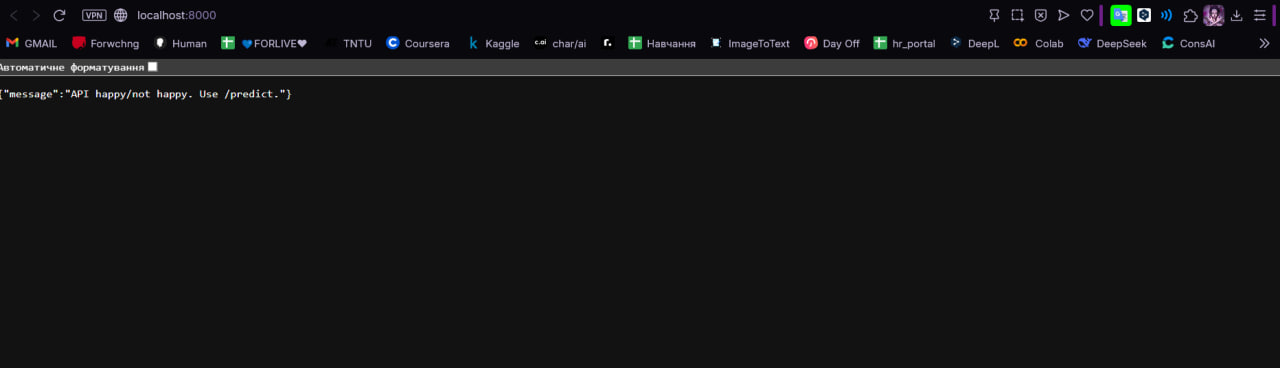 VPN localhost:8000
GMAIL Forwchng Human 💙FORLIVE🖤 TNTU Coursera Kaggle c.ai char/ai r. Навчання ImageToText Day Off hr_portal DeepL Colab DeepSeek ConsAI
Автоматичне форматування
{"message":"API happy/not happy. Use /predict."}